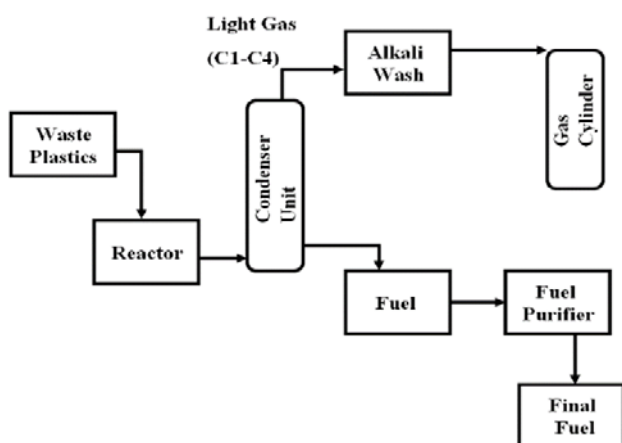 Light Gas
(C1-C4)
Alkali
Wash
Gas
Cylinder
Waste
Plastics
Condenser
Unit
Reactor
Fuel
Fuel
Purifier
Final
Fuel